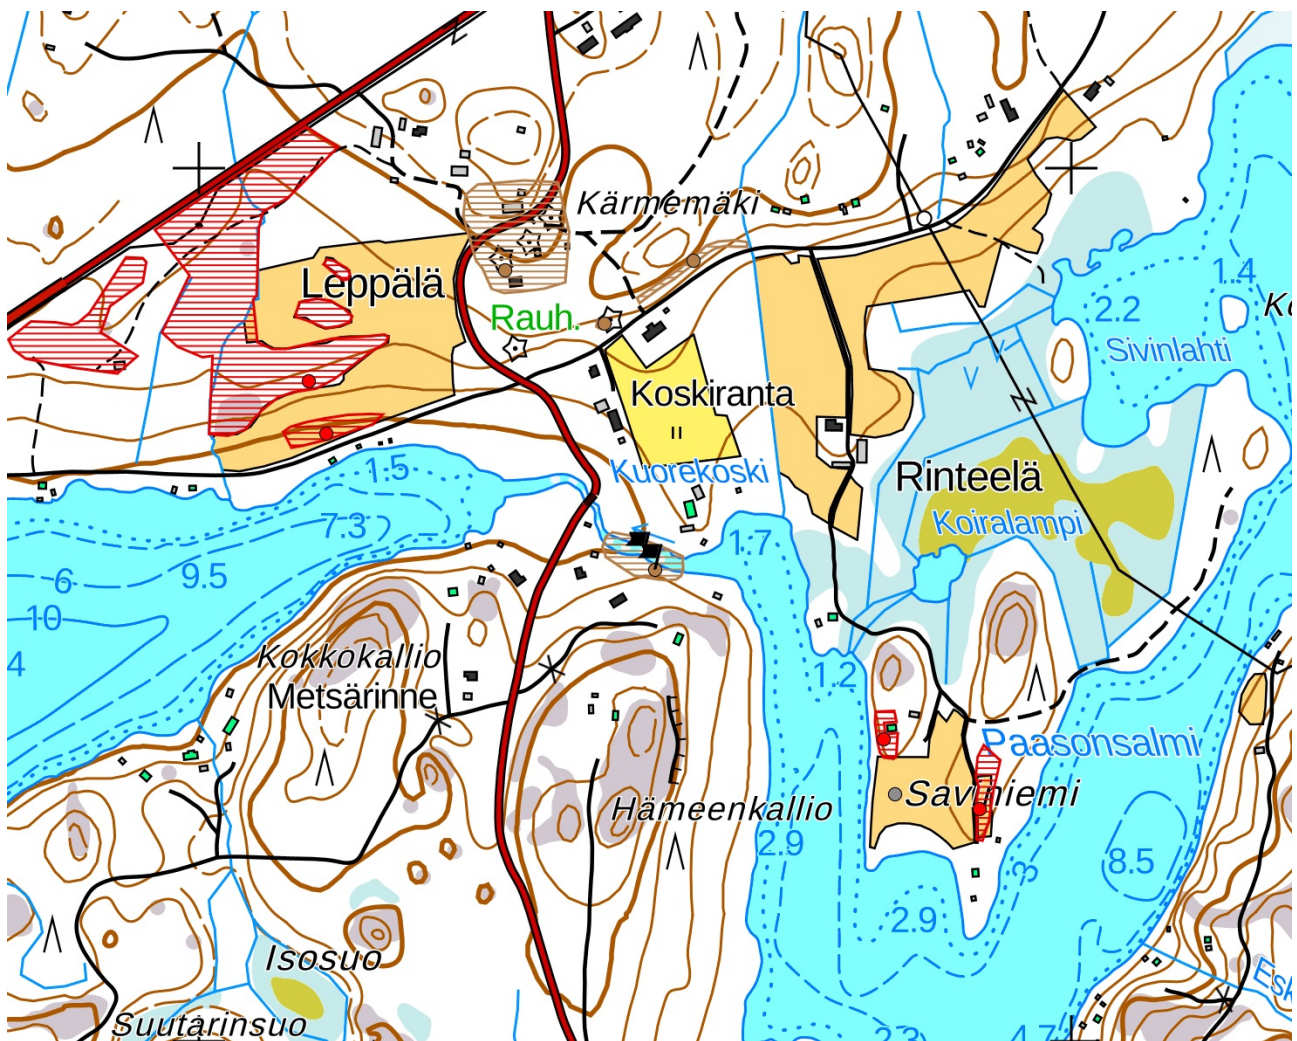 Kärmemäki
Leppälä
1.4
2.2
Rauh.
Sivinlahti
Koskiranta
1.5
Kuorekoski
Rinteelä
7.3
Koiralampi
1.7
9.5
6
10
Kokkokallio
4
1.2
Metsärinne
Paasonsalmi
Saviniemi
Hämeenkallio
2.9
8.5
3
2.9
Isosuo
Suutarinsuo